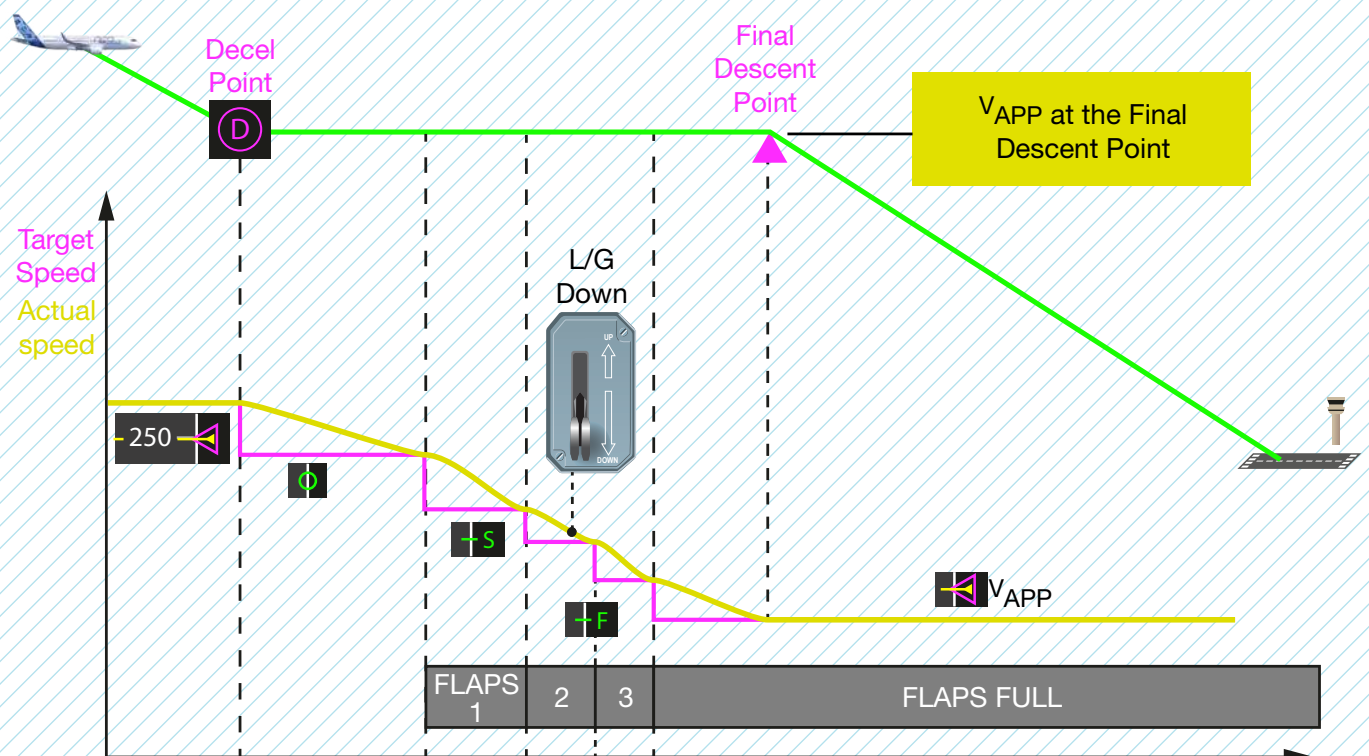 Decel
Point
D
Final
Descent
Point
VAPP at the Final
Descent Point
Target
Speed
Actual
speed
L/G
Down
UP
DOWN
250
S
F
VAPP
FLAPS
1
2
3
FLAPS FULL